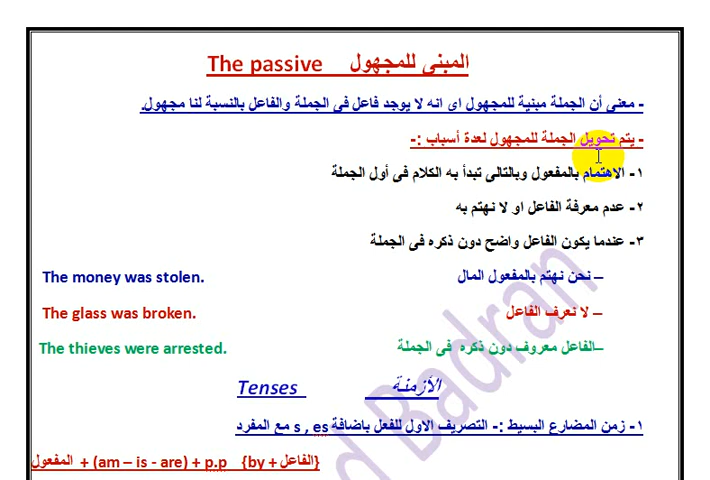 The passive المبنى للمجهول
- معنى أن الجملة مبنية للمجهول اى انه لا يوجد فاعل فى الجملة والفاعل بالنسبة لنا مجهول.
- يتم تحويل الجملة للمجهول لعدة أسباب :-
١- الاهتمام بالمفعول وبالتالى تبدأ به الكلام فى أول الجملة
٢- عدم معرفة الفاعل او لا نهتم به
٣- عندما يكون الفاعل واضح دون ذكره فى الجملة
The money was stolen. – نحن نهتم بالمفعول المال
The glass was broken. – لا نعرف الفاعل
The thieves were arrested. –الفاعل معروف دون ذكره فى الجملة
Tenses الأزمنة
١- زمن المضارع البسيط :- التصريف الاول للفعل باضافة s , es مع المفرد
المفعول + (am – is - are) + p.p {by + الفاعل}
d Badran